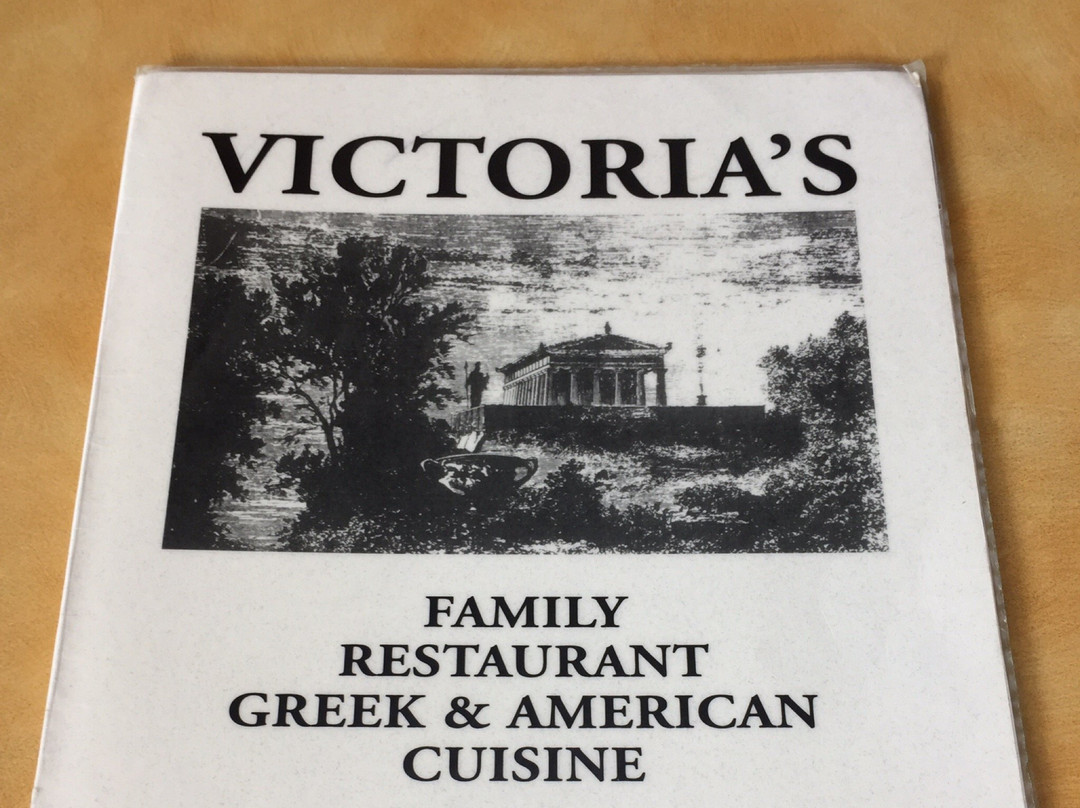 VICTORIA'S
FAMILY
RESTAURANT
GREEK & AMERICAN
CUISINE